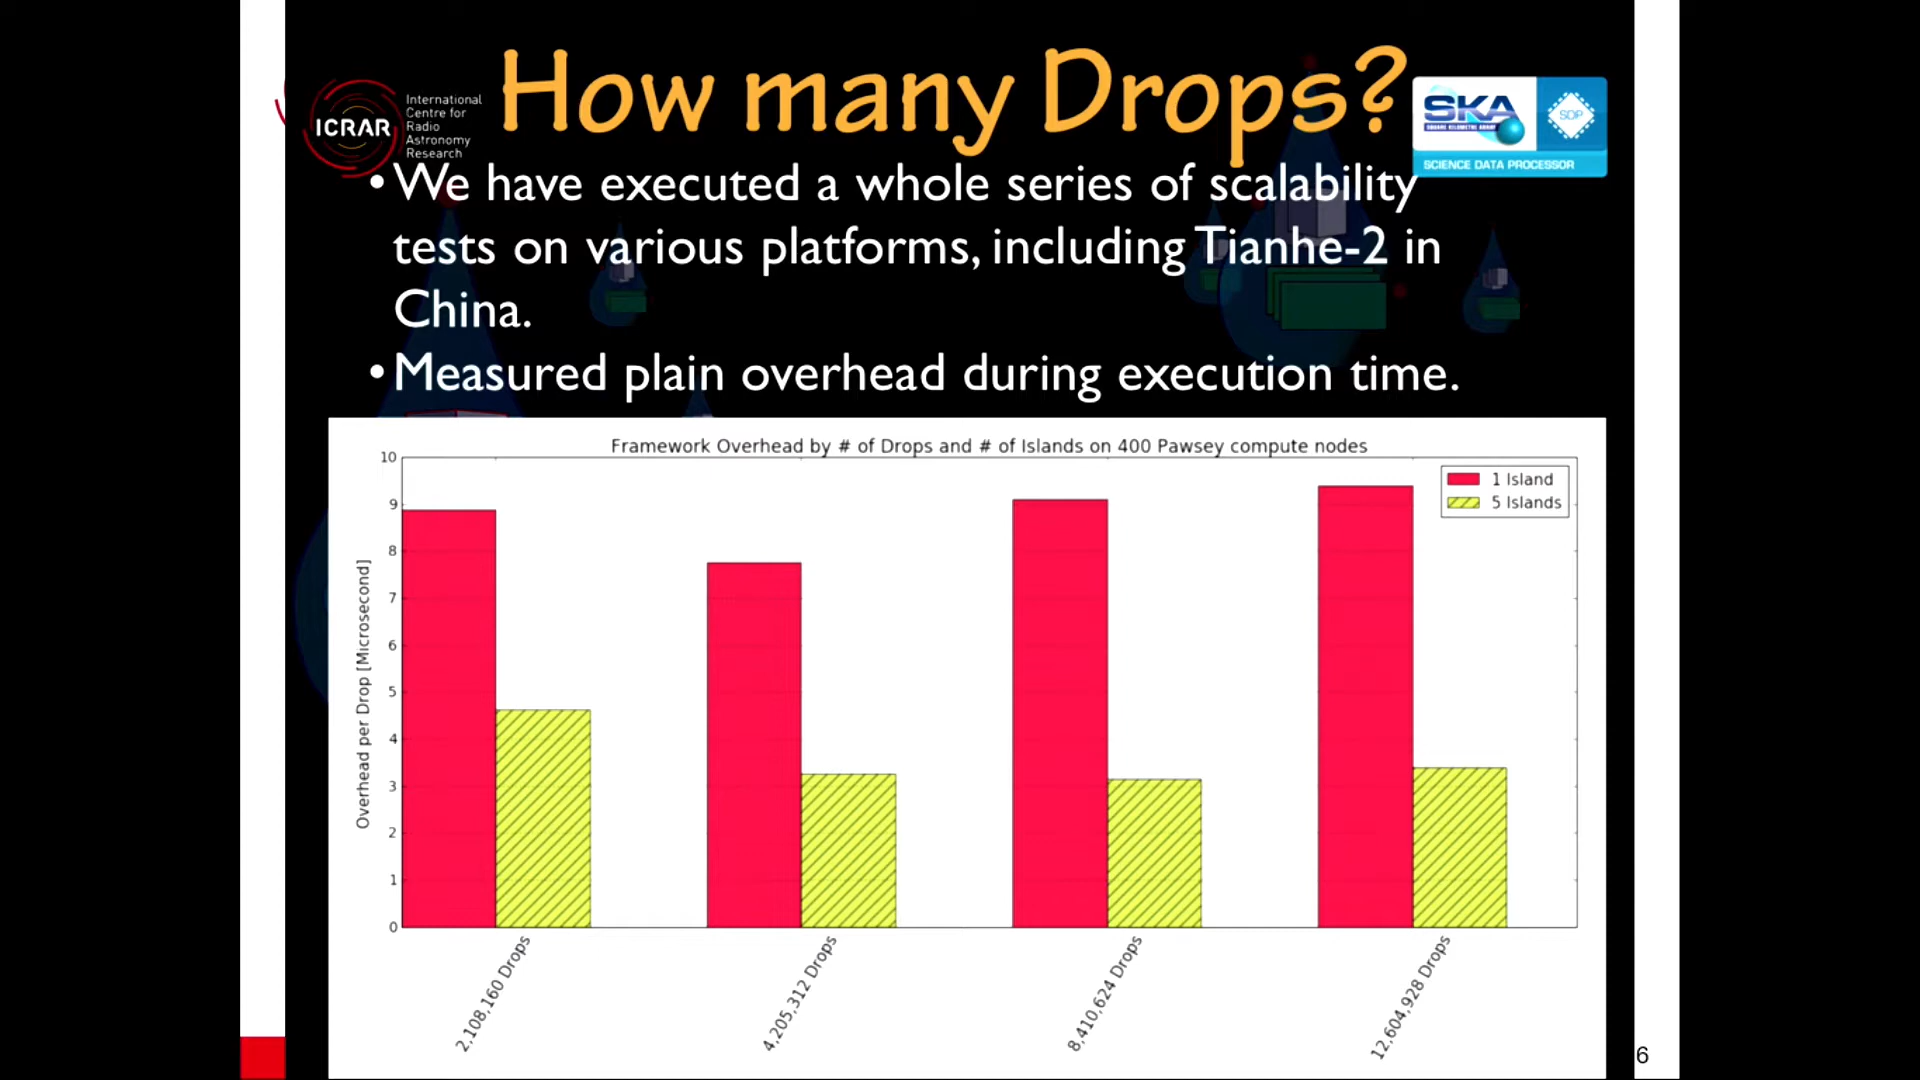 How many Drops?
ICRAR
International
Centre for
Radio
Astronomy
Research
SKA
SQUARE KILOMETRE ARRAY
SDP
SCIENCE DATA PROCESSOR
•We have executed a whole series of scalability
tests on various platforms, including Tianhe-2 in
China.
•Measured plain overhead during execution time.
Framework Overhead by # of Drops and # of Islands on 400 Pawsey compute nodes
1 Island
5 Islands
Overhead per Drop [Microsecond]
10
9
8
7
6
5
4
3
2
1
0
2,108,160 Drops
4,205,312 Drops
8,410,624 Drops
12,604,928 Drops
6